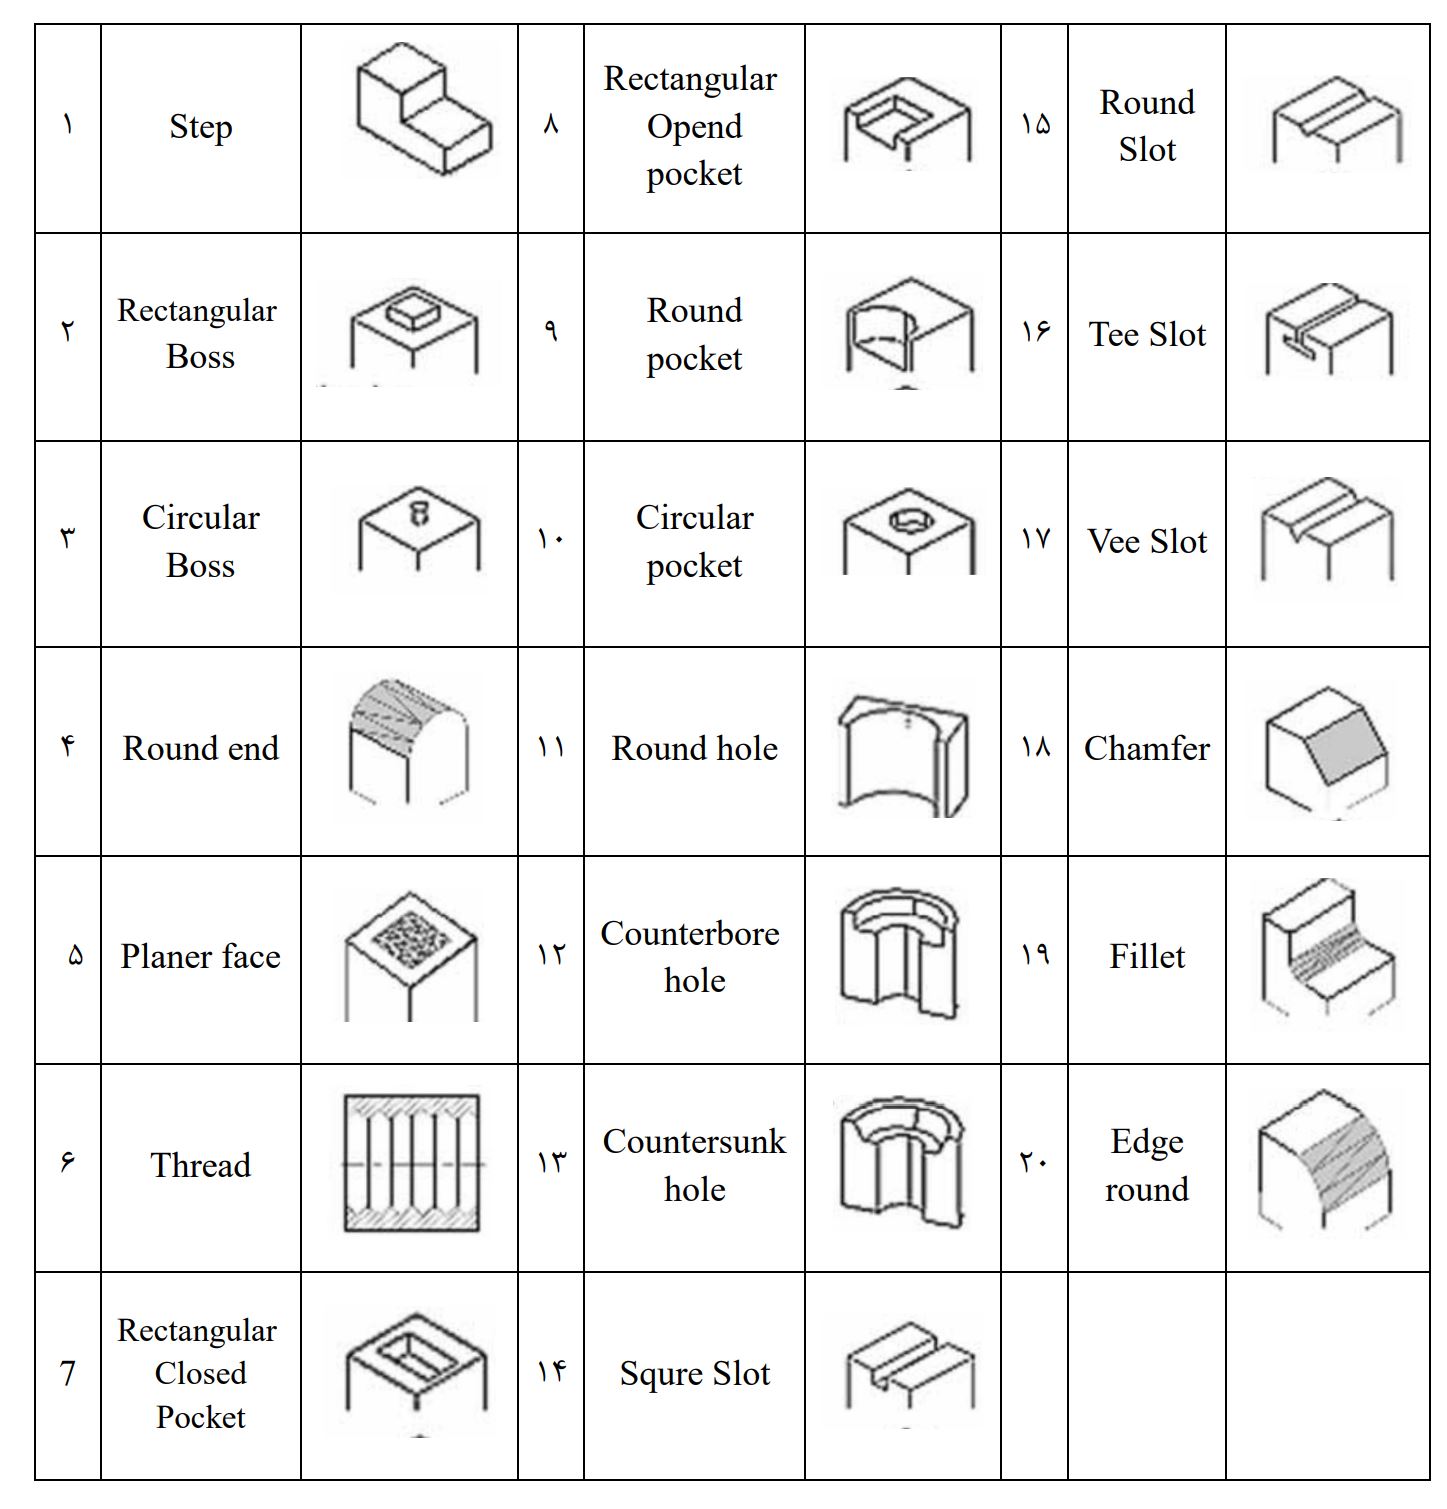 ۱
Step
۸
Rectangular
Opend
pocket
۱۵
Round
Slot
۲
Rectangular
Boss
۹
Round
pocket
۱۶
Tee Slot
۳
Circular
Boss
۱۰
Circular
pocket
۱۷
Vee Slot
۴
Round end
۱۱
Round hole
۱۸
Chamfer
۵
Planer face
۱۲
Counterbore
hole
۱۹
Fillet
۶
Thread
۱۳
Countersunk
hole
۲۰
Edge
round
7
Rectangular
Closed
Pocket
۱۴
Squre Slot